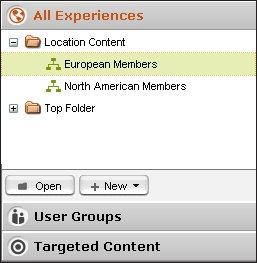 All Experiences
Location Content
European Members
North American Members
Top Folder
Open
New
User Groups
Targeted Content